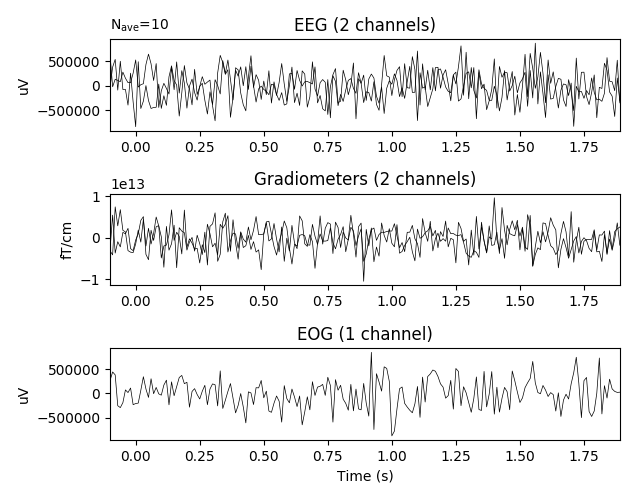 N_ave=10
EEG (2 channels)
uV
500000
0
−500000
0.00 0.25 0.50 0.75 1.00 1.25 1.50 1.75
1e13
Gradiometers (2 channels)
fT/cm
1
0
−1
0.00 0.25 0.50 0.75 1.00 1.25 1.50 1.75
EOG (1 channel)
uV
500000
0
−500000
0.00 0.25 0.50 0.75 1.00 1.25 1.50 1.75
Time (s)